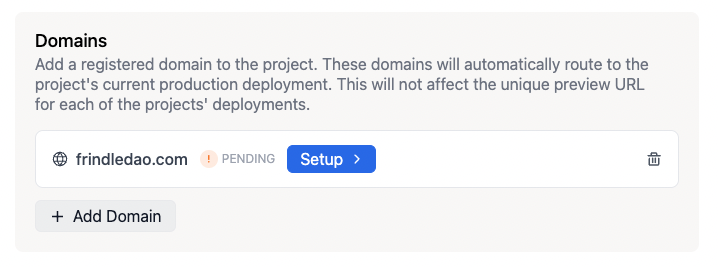 Domains
Add a registered domain to the project. These domains will automatically route to the
project's current production deployment. This will not affect the unique preview URL
for each of the projects' deployments.
frindledao.com ! PENDING Setup >
+ Add Domain